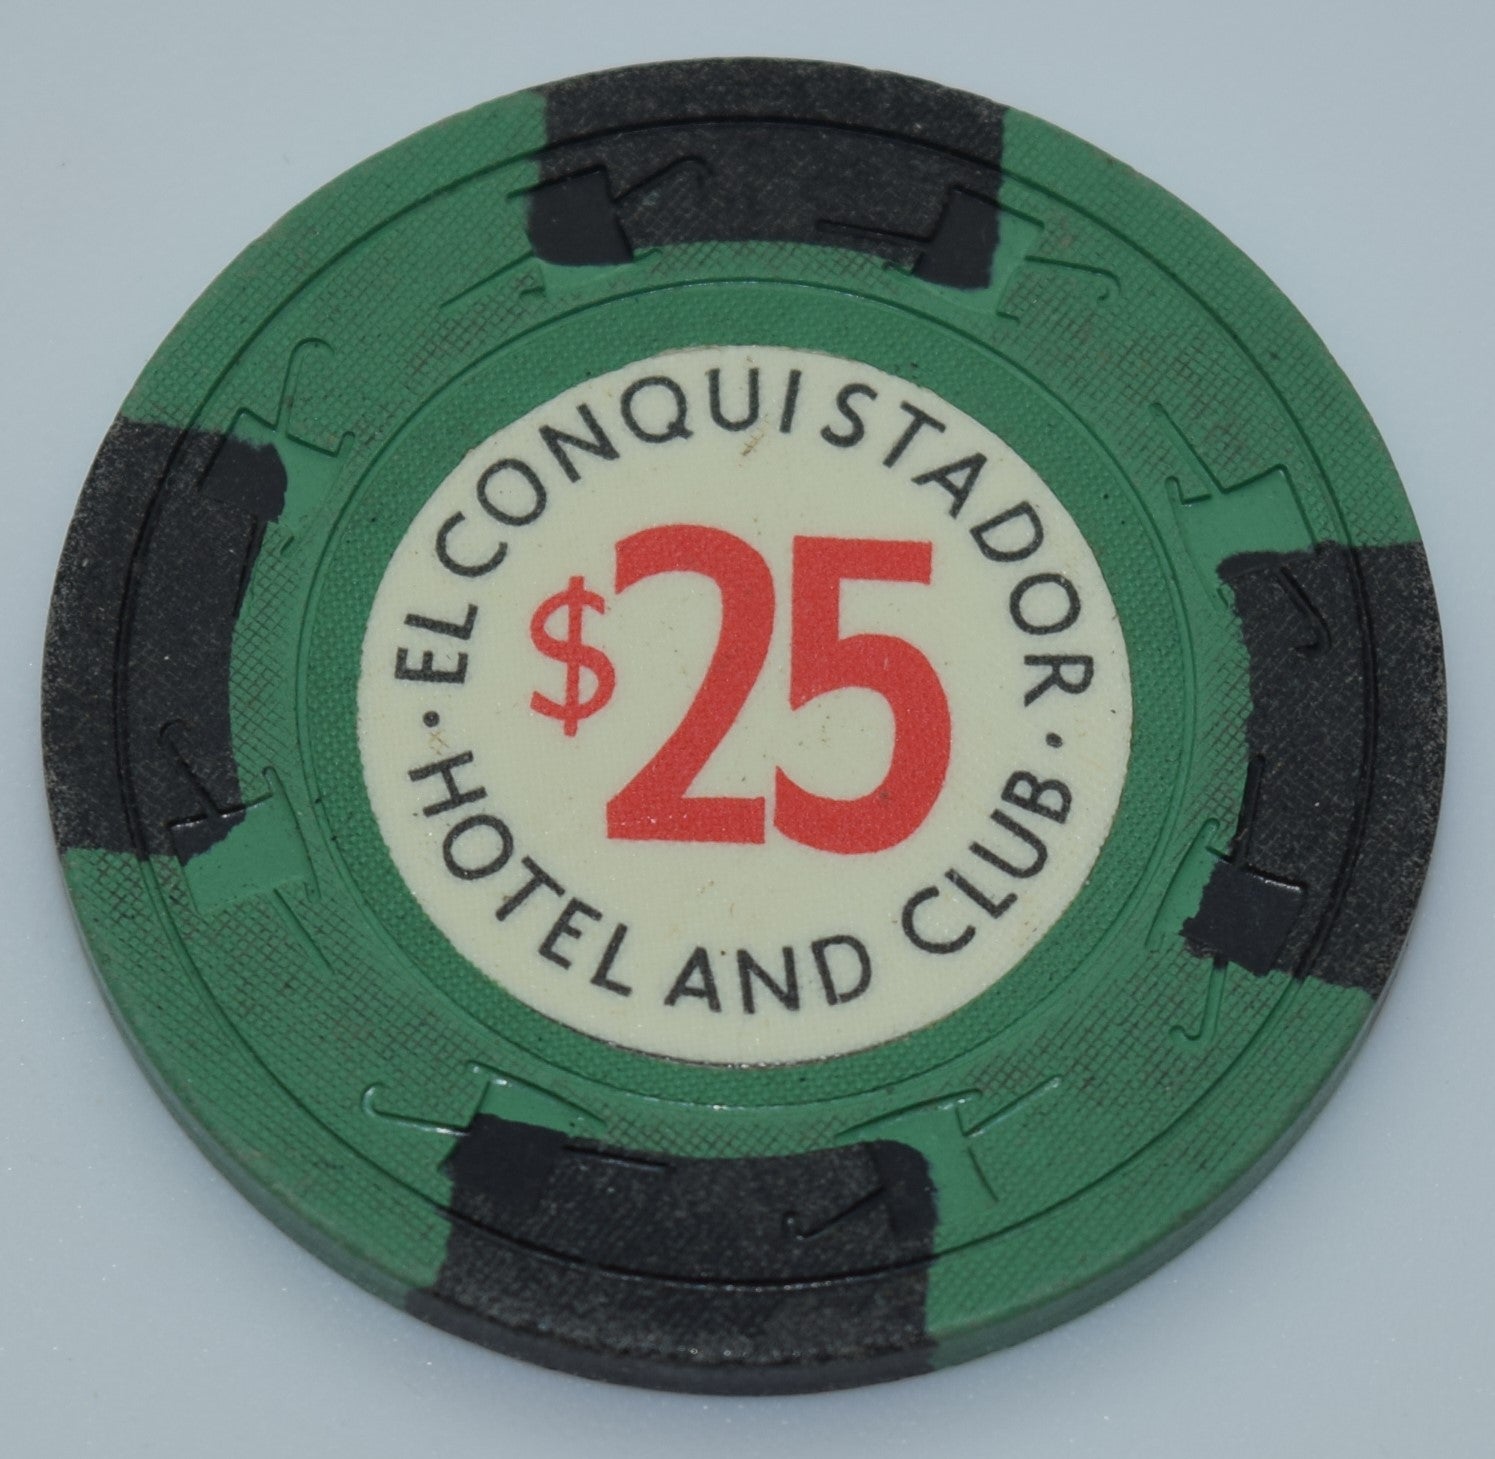 · EL CONQUISTADOR ·
$25
HOTEL AND CLUB